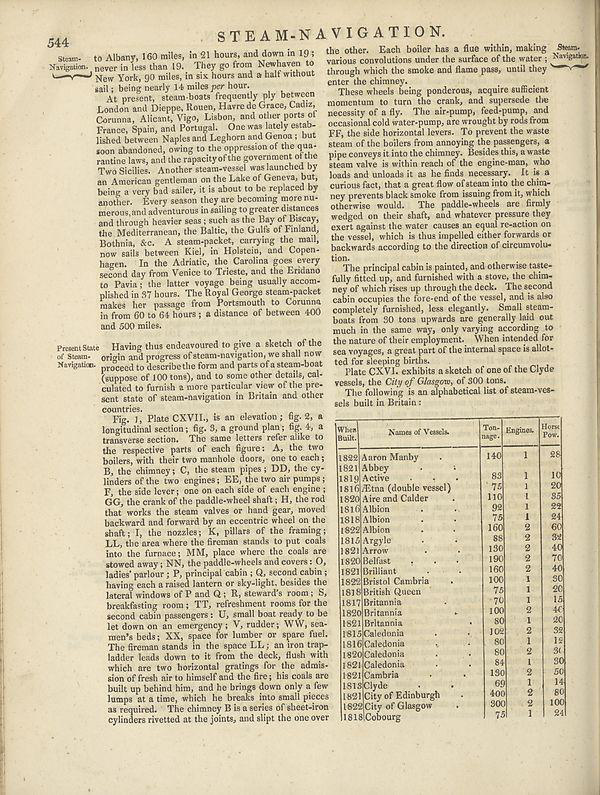 544
STEAM-NAVIGATION.
Steam-
Navigation.
to Albany, 160 miles, in 21 hours, and down in 19;
never in less than 19. They go from Newhaven to
New York, 90 miles, in six hours and a half without
sail; being nearly 14 miles per hour.
At present, steam-boats frequently ply between
London and Dieppe, Rouen, Havre de Grace, Cadiz,
Corunna, Alicant, Vigo, Lisbon, and other ports of
France, Spain, and Portugal. One was lately estab-
lished between Naples and Leghorn and Genoa; but
soon abandoned, owing to the oppression of the qua-
rantine laws, and the rapacity of the government of the
Two Sicilies. Another steam-vessel was launched by
an American gentleman on the Lake of Geneva, but,
being a very bad sailer, it is about to be replaced by
another. Every season they are becoming more nu-
merous, and adventurous in sailing to greater distances
and through heavier seas; such as the Bay of Biscay,
the Mediterranean, the Baltic, the Gulfs of Finland,
Bothnia, &c. A steam-packet, carrying the mail,
now sails between Kiel, in Holstein, and Copen-
hagen. In the Adriatic, the Carolina goes every
second day from Venice to Trieste, and the Eridano
to Pavia; the latter voyage being usually accom-
plished in 37 hours. The Royal George steam-packet
makes her passage from Portsmouth to Corunna
in from 60 to 64 hours; a distance of between 400
and 500 miles.
Present State
of Steam-
Navigation.
Having thus endeavoured to give a sketch of the
origin and progress of steam-navigation, we shall now
proceed to describe the form and parts of a steam-boat
(suppose of 100 tons), and to some other details, cal-
culated to furnish a more particular view of the pre-
sent state of steam-navigation in Britain and other
countries.
Fig. 1, Plate CXVII., is an elevation; fig. 2, a
longitudinal section; fig. 3, a ground plan; fig. 4, a
transverse section. The same letters refer alike to
the respective parts of each figure: A, the two
boilers, with their two manhole doors, one to each;
B, the chimney; C, the steam pipes; DD, the cy-
linders of the two engines; EE, the two air pumps;
F, the side lever; one on each side of each engine;
GG, the crank of the paddle-wheel shaft; H, the rod
that works the steam valves or hand gear, moved
backward and forward by an eccentric wheel on the
shaft; I, the nozzles; K, pillars of the framing;
LL, the area where the fireman stands to put coals
into the furnace; MM, place where the coals are
stowed away; NN, the paddle-wheels and covers: O,
ladies' parlour; P, principal cabin; Q, second cabin;
having each a raised lantern or sky-light, besides the
lateral windows of P and Q; R, steward's room; S,
breakfasting room; TT, refreshment rooms for the
second cabin passengers: U, small boat ready to be
let down on an emergency; V, rudder; WW, sea-
men's beds; XX, space for lumber or spare fuel.
The fireman stands in the space LL; an iron trap-
ladder leads down to it from the deck, flush with
which are two horizontal gratings for the admis-
sion of fresh air to himself and the fire; his coals are
built up behind him, and he brings down only a few
lumps at a time, which he breaks into small pieces
as required. The chimney B is a series of sheet-iron
cylinders rivetted at the joints, and slipt the one over
the other. Each boiler has a flue within, making
various convolutions under the surface of the water;
through which the smoke and flame pass, until they
enter the chimney.
Steam-
Navigation.
These wheels being ponderous, acquire sufficient
momentum to turn the crank, and supersede the
necessity of a fly. The air-pump, feed-pump, and
occasional cold water-pump, are wrought by rods from
FF, the side horizontal levers. To prevent the waste
steam of the boilers from annoying the passengers, a
pipe conveys it into the chimney. Besides this, a waste
steam valve is within reach of the engine-man, who
loads and unloads it as he finds necessary. It is a
curious fact, that a great flow of steam into the chim-
ney prevents black smoke from issuing from it, which
otherwise would. The paddle-wheels are firmly
wedged on their shaft, and whatever pressure they
exert against the water causes an equal re-action on
the vessel, which is thus impelled either forwards or
backwards according to the direction of circumvolu-
tion.
The principal cabin is painted, and otherwise taste-
fully fitted up, and furnished with a stove, the chim-
ney of which rises up through the deck. The second
cabin occupies the fore-end of the vessel, and is also
completely furnished, less elegantly. Small steam-
boats from 30 tons upwards are generally laid out
much in the same way, only varying according to
the nature of their employment. When intended for
sea voyages, a great part of the internal space is allot-
ted for sleeping births.
Plate CXVI. exhibits a sketch of one of the Clyde
vessels, the City of Glasgow, of 300 tons.
The following is an alphabetical list of steam-ves-
sels built in Britain:
When Built. Names of Vessels. Ton-nage. Engines. Horse Pow.
1822 Aaron Manby 140 1 28
1821 Abbey
1819 Active 83 1 10
1816 Ætna (double vessel) 75 1 20
1820 Aire and Calder 110 1 35
1816 Albion 92 1 22
1818 Albion 75 1 24
1822 Albion 160 2 60
1815 Argyle 88 2 32
1821 Arrow 130 2 40
1820 Belfast 190 2 70
1821 Brilliant 160 2 40
1822 Bristol Cambria 100 1 30
1818 British Queen 75 1 20
1817 Britannia 70 1 15
1820 Britannia 100 2 40
1821 Britannia 80 1 20
1815 Caledonia 102 2 32
1816 Caledonia 80 1 12
1820 Caledonia 80 2 30
1821 Caledonia 84 1 30
1821 Cambria 130 2 50
1813 Clyde 69 1 14
1821 City of Edinburgh 400 2 80
1822 City of Glasgow 300 2 100
1818 Cobourg 75 1 24